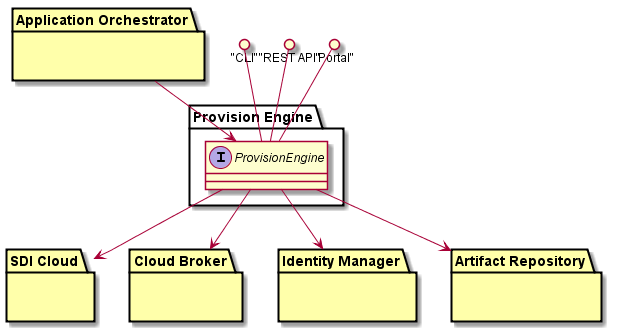 Application Orchestrator
"CLI"
"REST API"
"Portal"
Provision Engine
I
ProvisionEngine
SDI Cloud
Cloud Broker
Identity Manager
Artifact Repository